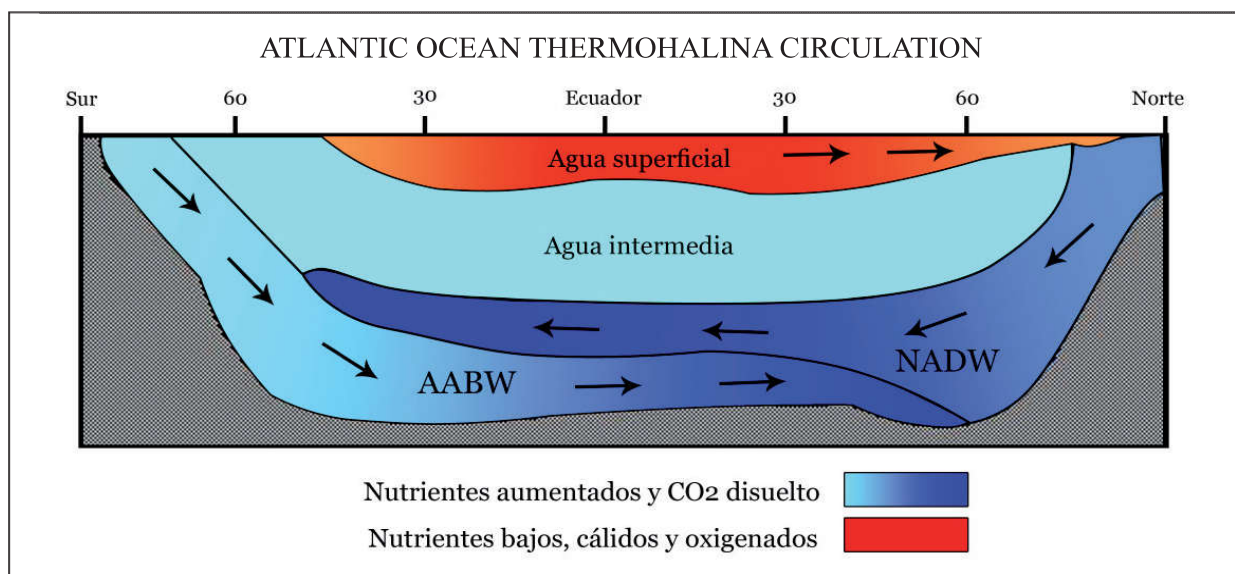 ATLANTIC OCEAN THERMOHALINA CIRCULATION
Sur 60 30 Ecuador 30 60 Norte
Agua superficial
Agua intermedia
NADW
AABW
Nutrientes aumentados y CO2 disuelto
Nutrientes bajos, cálidos y oxigenados